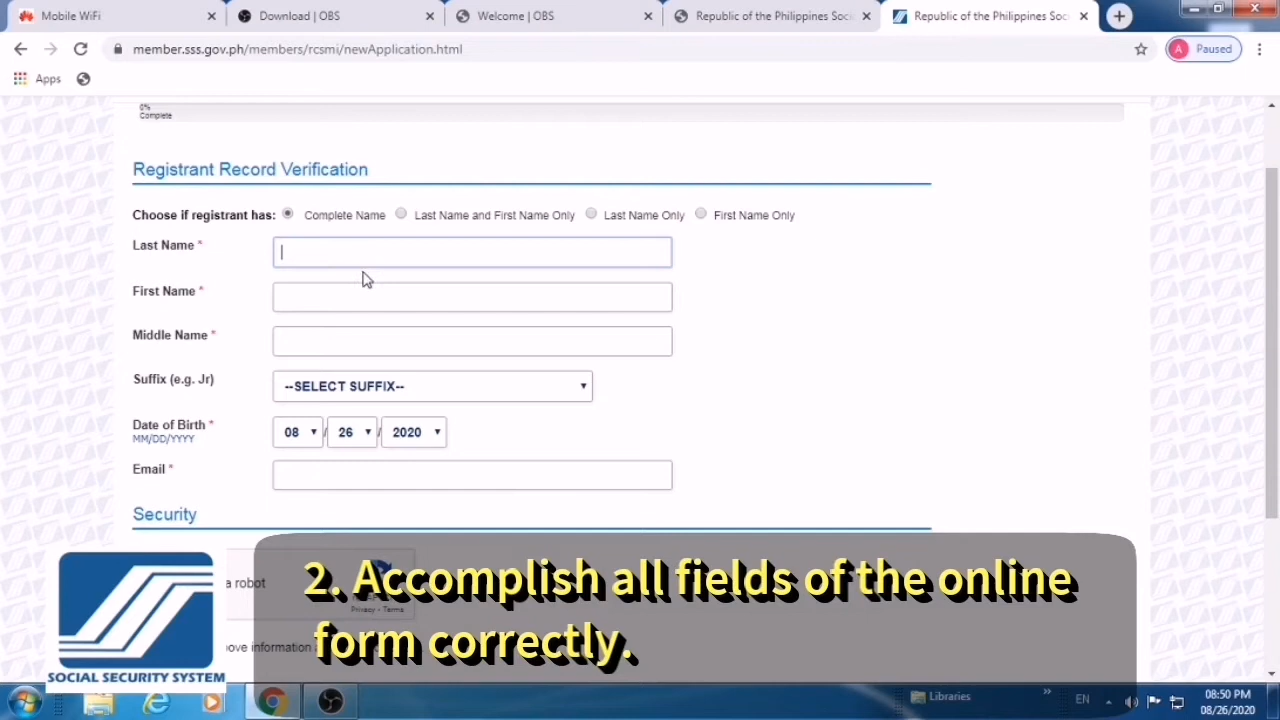 Mobile WiFi
Download | OBS
Welcome | OBS
Republic of the Philippines Soci
Republic of the Philippines Soc
member.sss.gov.ph/members/rcsmi/newApplication.html
A Paused
Apps
0%
Complete
Registrant Record Verification
Choose if registrant has: Complete Name Last Name and First Name Only Last Name Only First Name Only
Last Name *
First Name *
Middle Name *
Suffix (e.g. Jr) --SELECT SUFFIX--
Date of Birth * 08 / 26 / 2020
MM/DD/YYYY
Email *
Security
a robot
Privacy - Terms
ove information
2. Accomplish all fields of the online
form correctly.
SOCIAL SECURITY SYSTEM
Libraries
»
EN
08:50 PM
08/26/2020